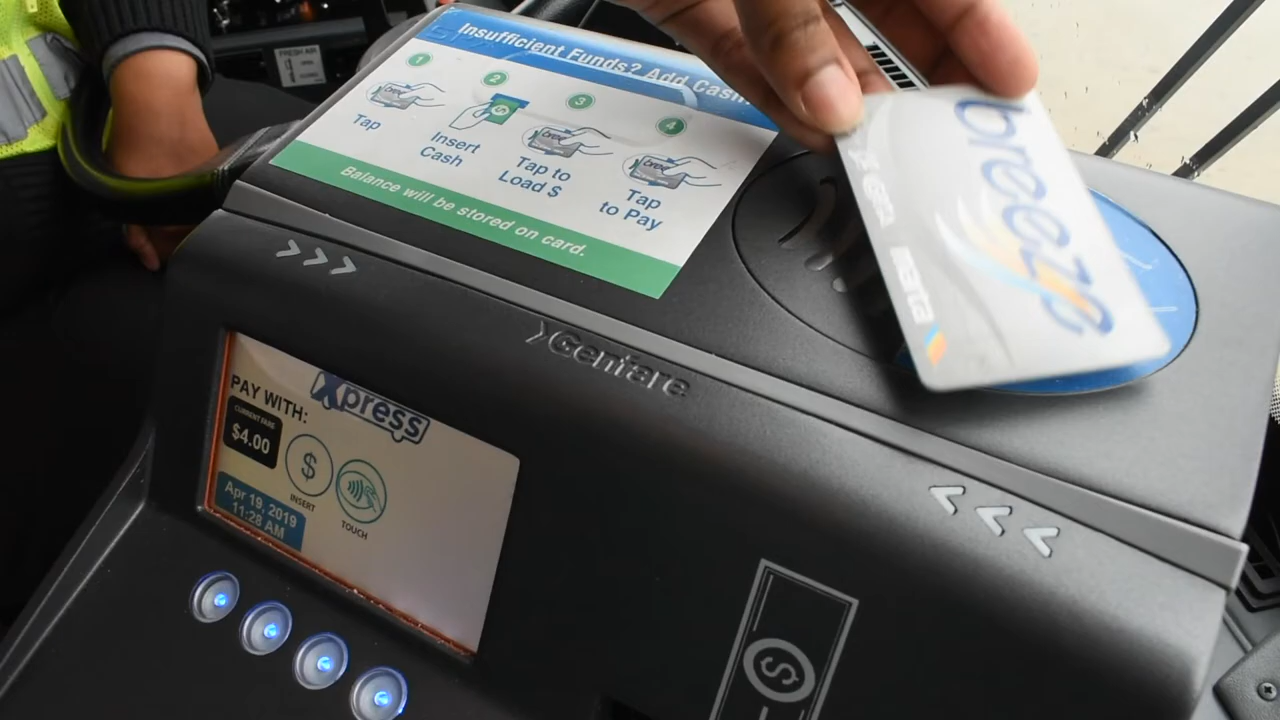 FRESH AIR
Insufficient Funds? Add Cash.
1
2
3
4
Tap
Insert
Cash
Tap to
Load $
Tap
to Pay
Balance will be stored on card.
breeze
marta
Genfare
Xpress
PAY WITH:
CURRENT FARE
$4.00
$
INSERT
TOUCH
Apr 19, 2019
11:28 AM
$